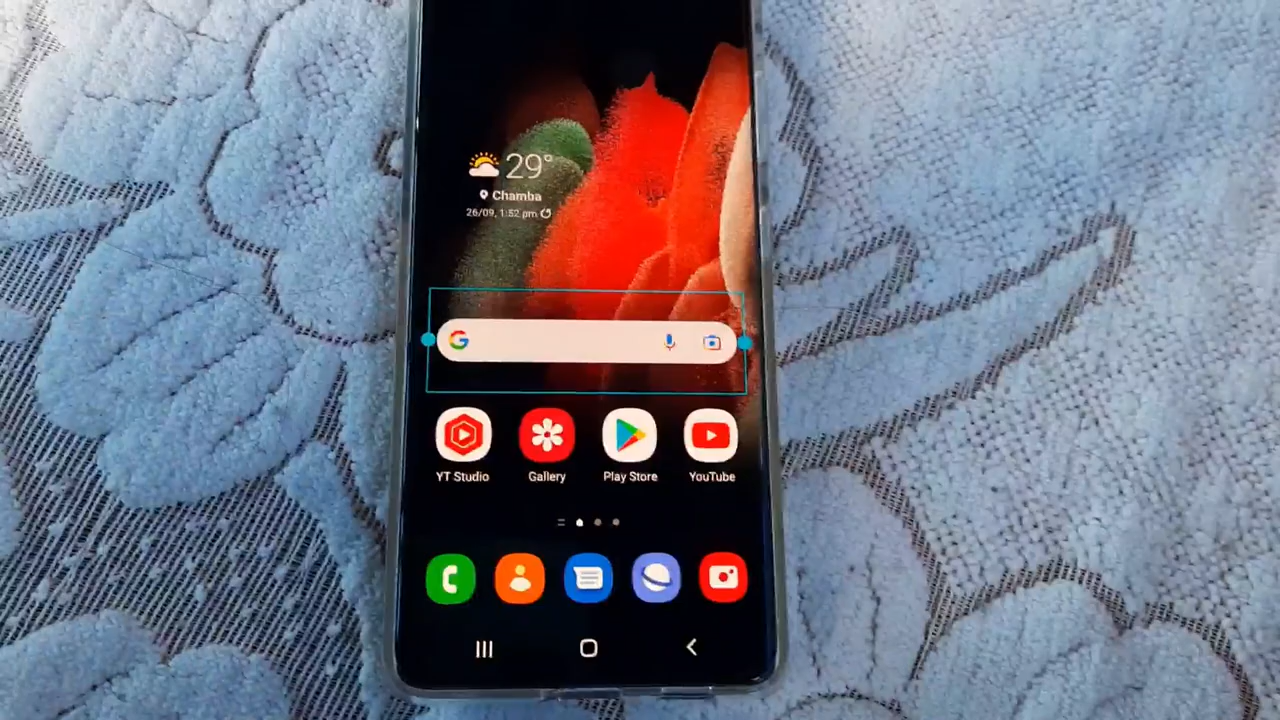 29°
Chamba
26/09, 1:52 pm
G
YT Studio
Gallery
Play Store
YouTube